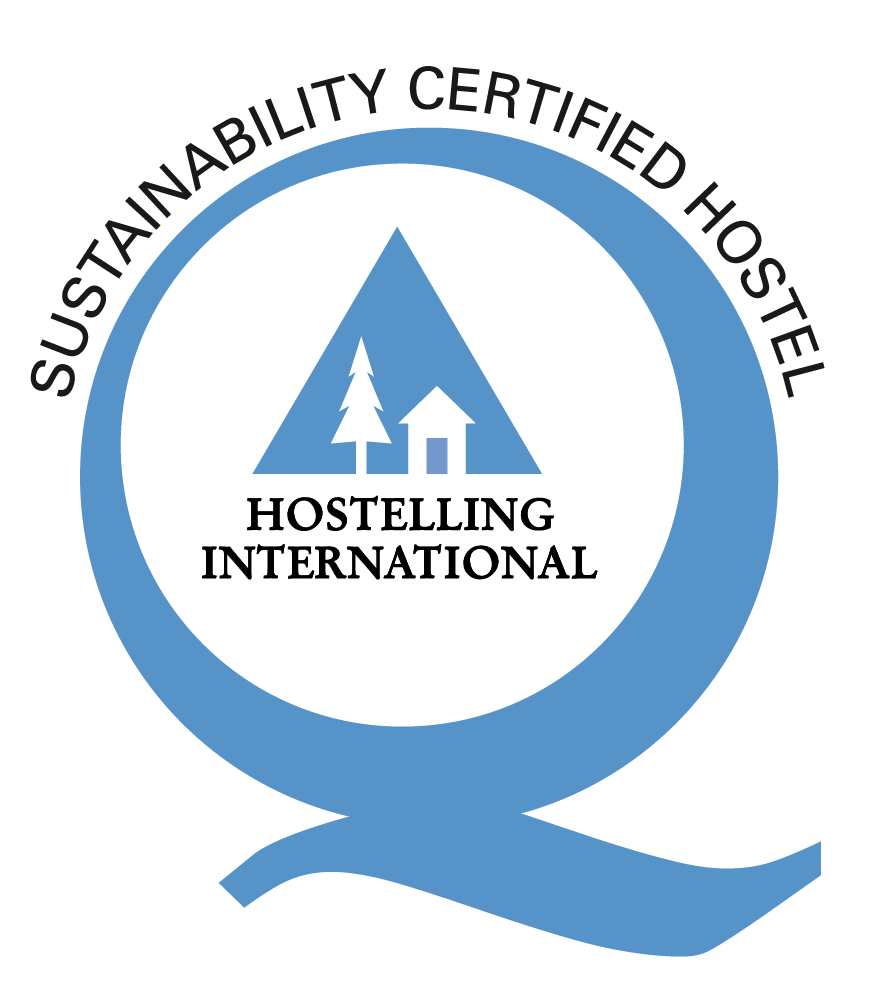 SUSTAINABILITY CERTIFIED HOSTEL
HOSTELLING
INTERNATIONAL